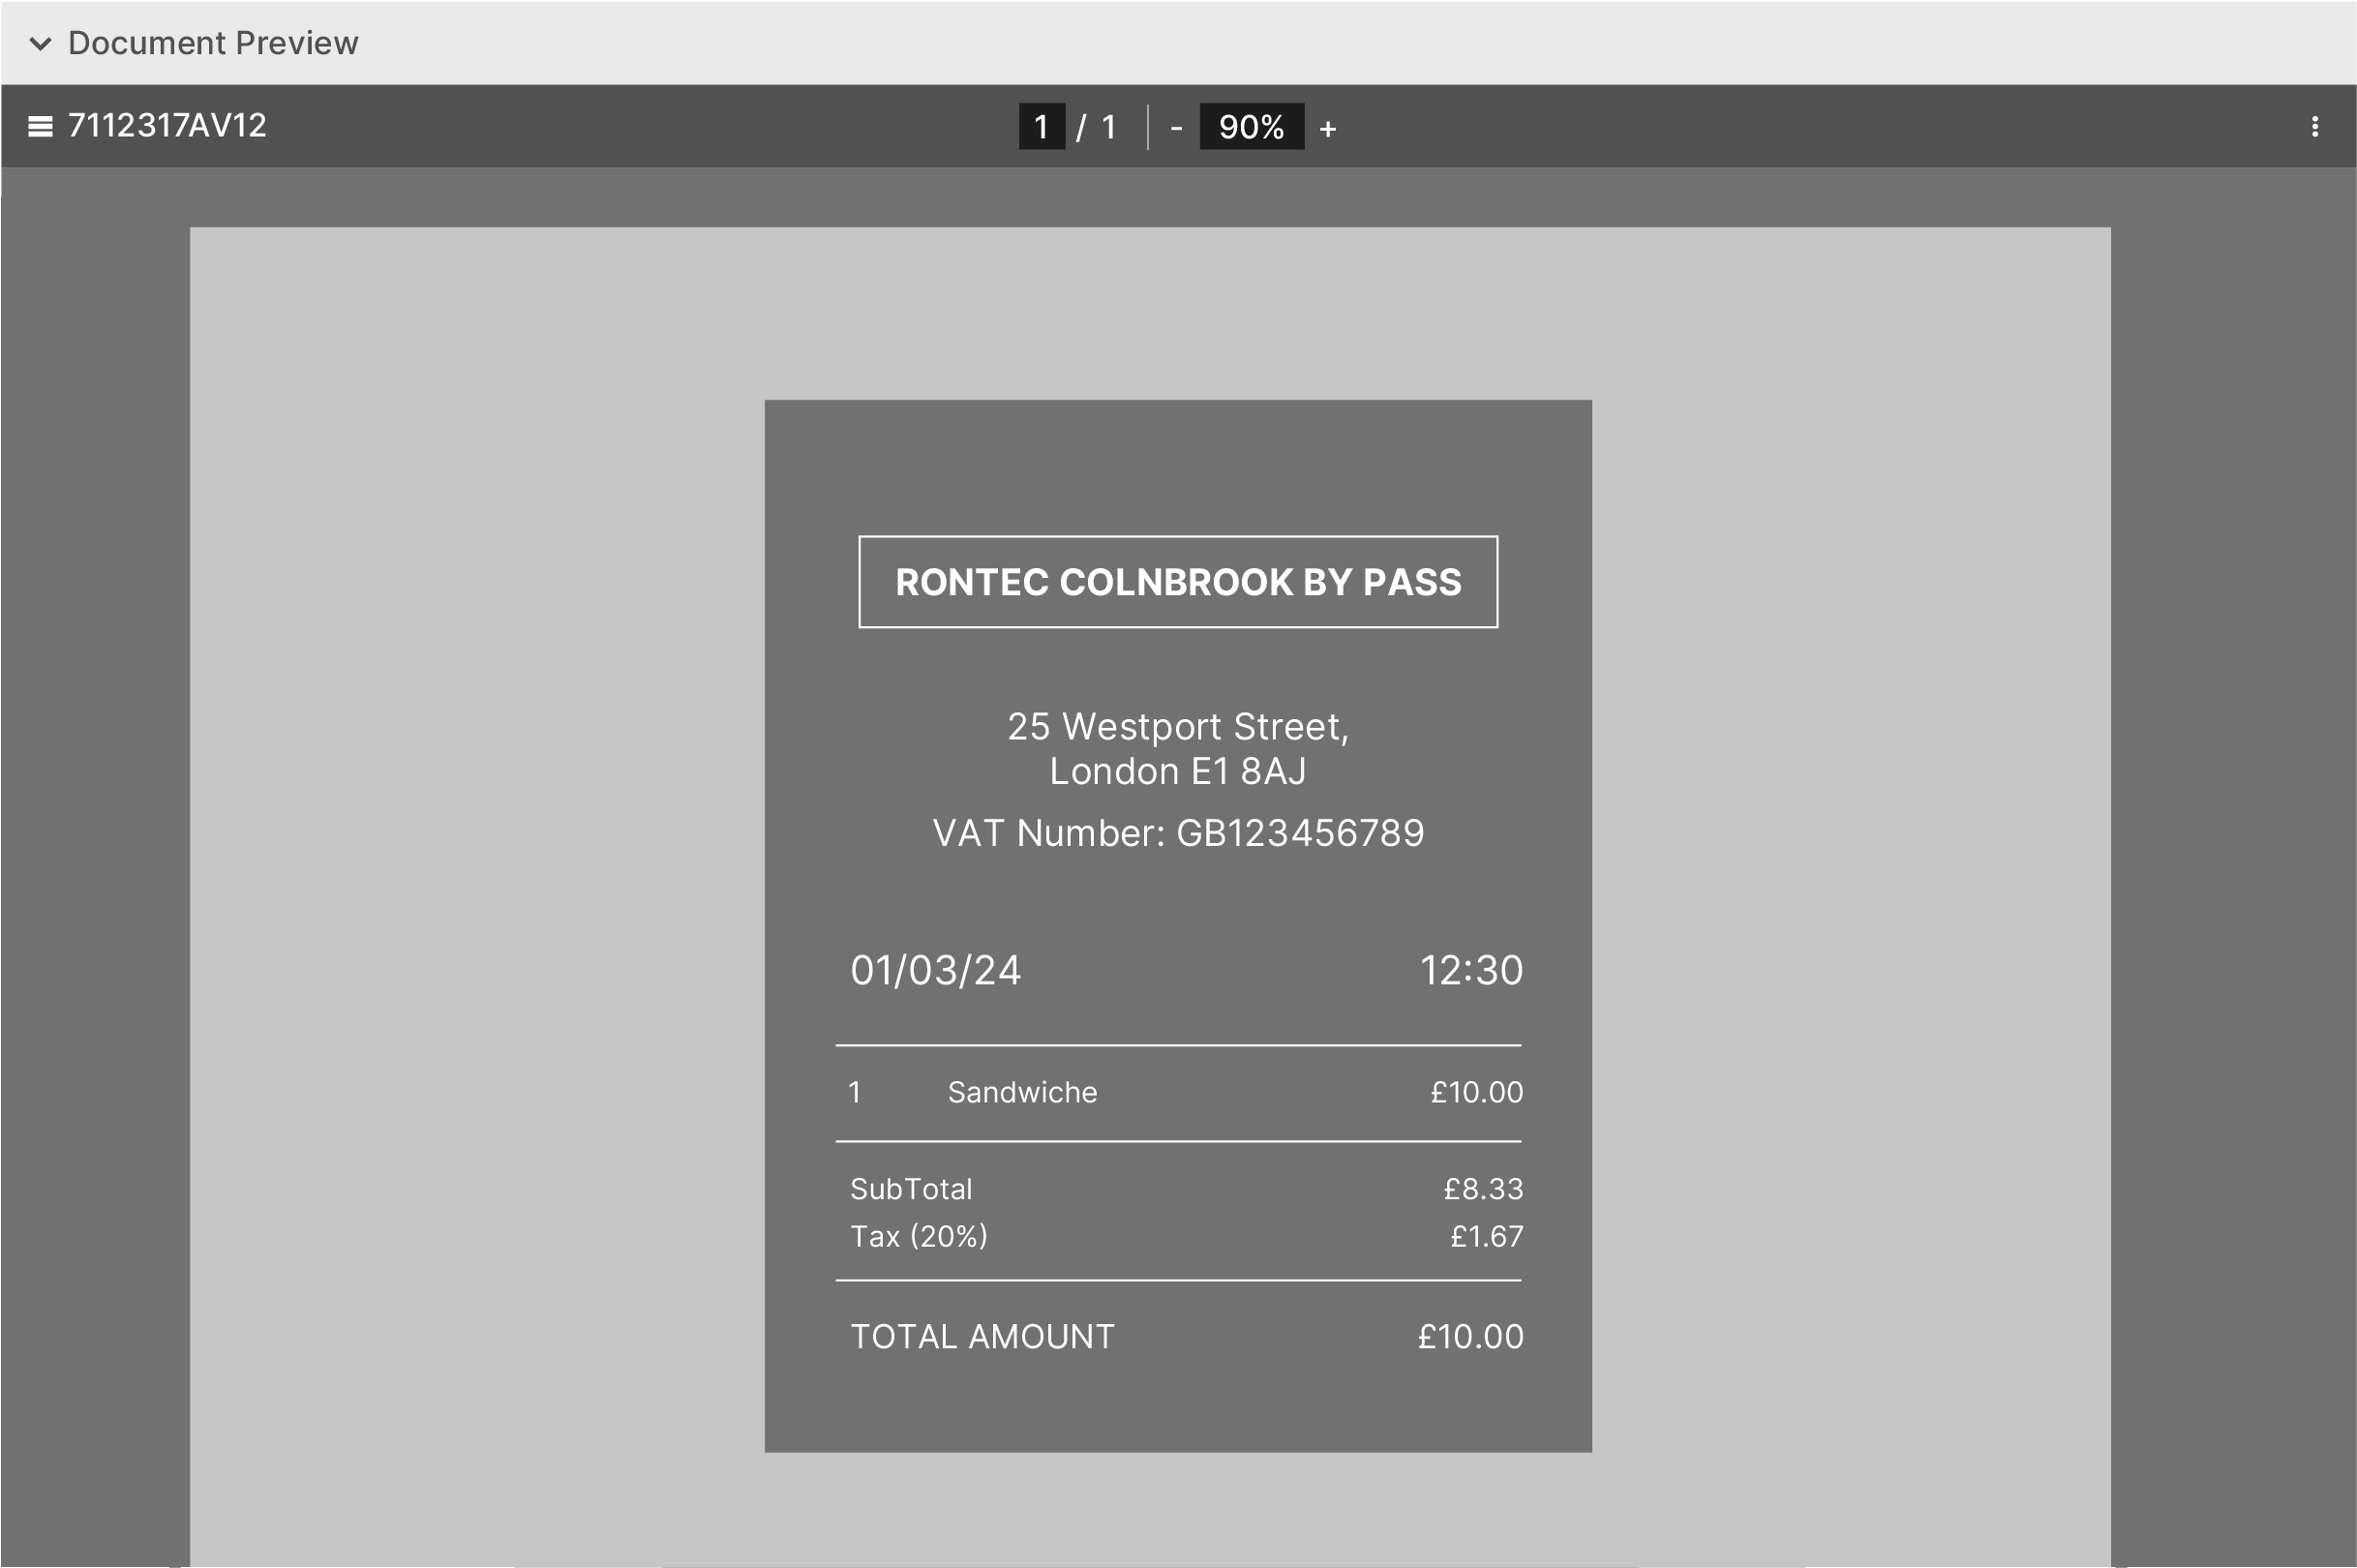 Document Preview
7112317AV12 1 / 1 - 90% +
RONTEC COLNBROOK BY PASS
25 Westport Street,
London E1 8AJ
VAT Number: GB123456789
01/03/24 12:30
1 Sandwiche £10.00
SubTotal £8.33
Tax (20%) £1.67
TOTAL AMOUNT £10.00